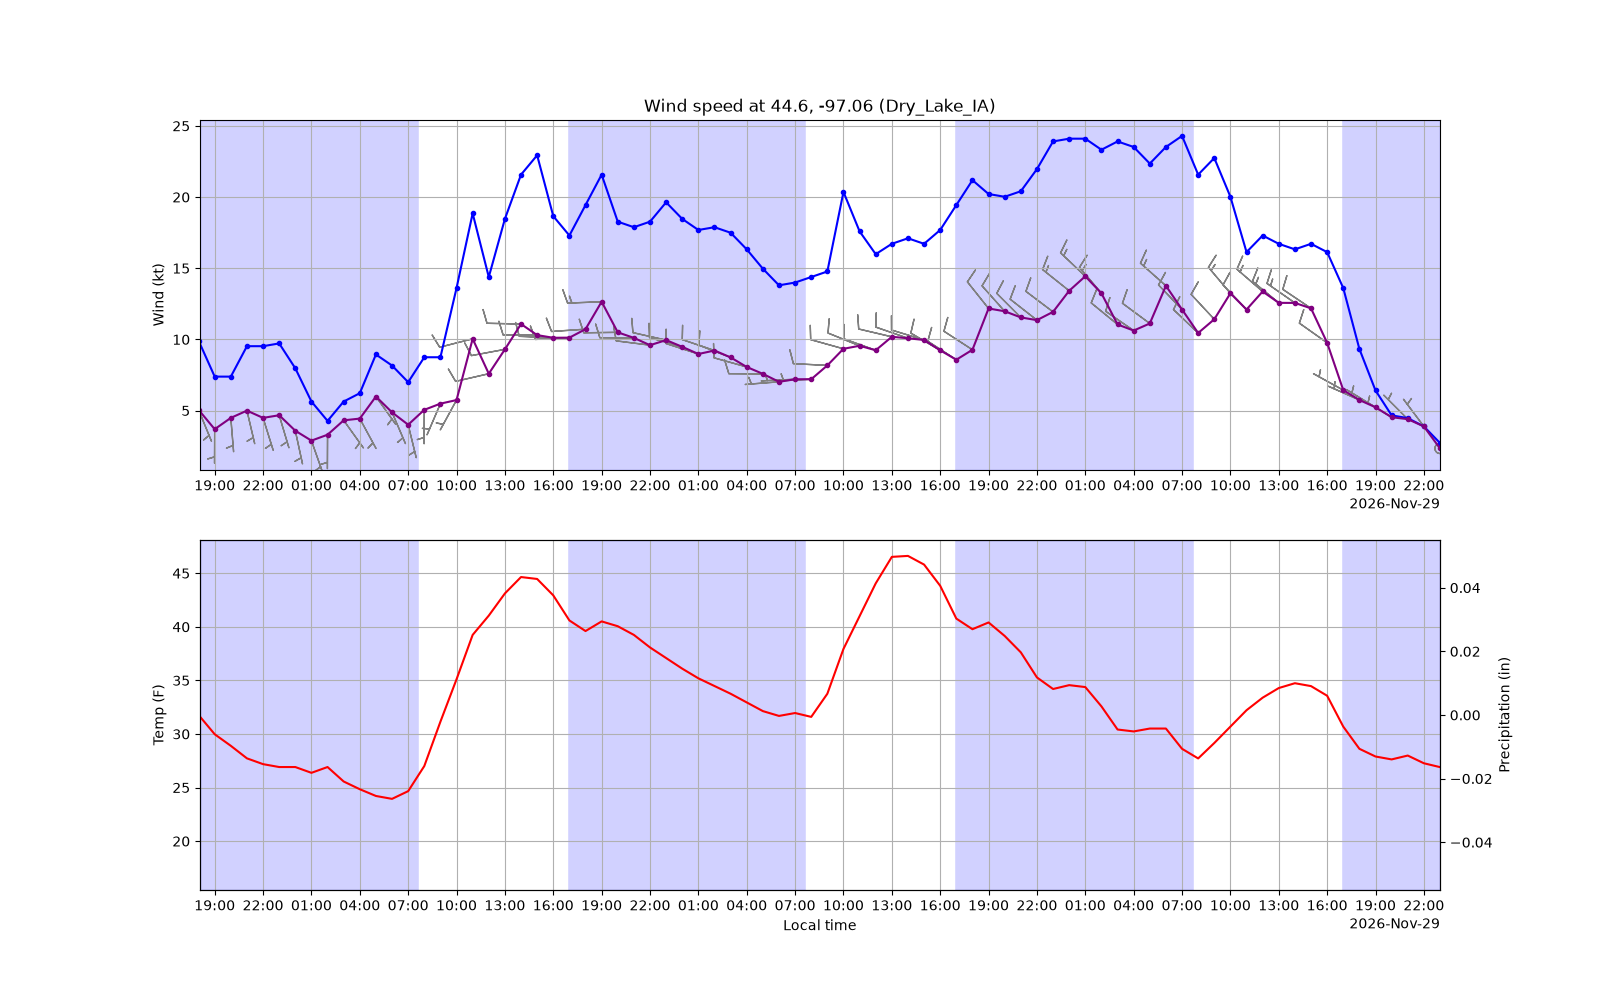 Wind speed at 44.6, -97.06 (Dry_Lake_IA)
25
20
15
10
5
Wind (kt)
19:00 22:00 01:00 04:00 07:00 10:00 13:00 16:00 19:00 22:00 01:00 04:00 07:00 10:00 13:00 16:00 19:00 22:00 01:00 04:00 07:00 10:00 13:00 16:00 19:00 22:00
2026-Nov-29
45
40
35
30
25
20
Temp (F)
0.04
0.02
0.00
−0.02
−0.04
Precipitation (in)
19:00 22:00 01:00 04:00 07:00 10:00 13:00 16:00 19:00 22:00 01:00 04:00 07:00 10:00 13:00 16:00 19:00 22:00 01:00 04:00 07:00 10:00 13:00 16:00 19:00 22:00
Local time
2026-Nov-29